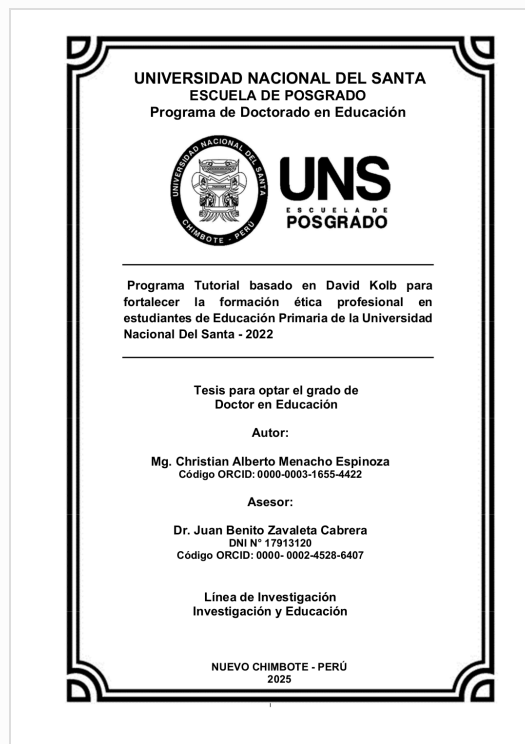 UNIVERSIDAD NACIONAL DEL SANTA
ESCUELA DE POSGRADO
Programa de Doctorado en Educación
UNIVERSIDAD NACIONAL DEL SANTA
CHIMBOTE - PERÚ
UNS
ESCUELA DE
POSGRADO
Programa Tutorial basado en David Kolb para
fortalecer la formación ética profesional en
estudiantes de Educación Primaria de la Universidad
Nacional Del Santa - 2022
Tesis para optar el grado de
Doctor en Educación
Autor:
Mg. Christian Alberto Menacho Espinoza
Código ORCID: 0000-0003-1655-4422
Asesor:
Dr. Juan Benito Zavaleta Cabrera
DNI N° 17913120
Código ORCID: 0000- 0002-4528-6407
Línea de Investigación
Investigación y Educación
NUEVO CHIMBOTE - PERÚ
2025
i